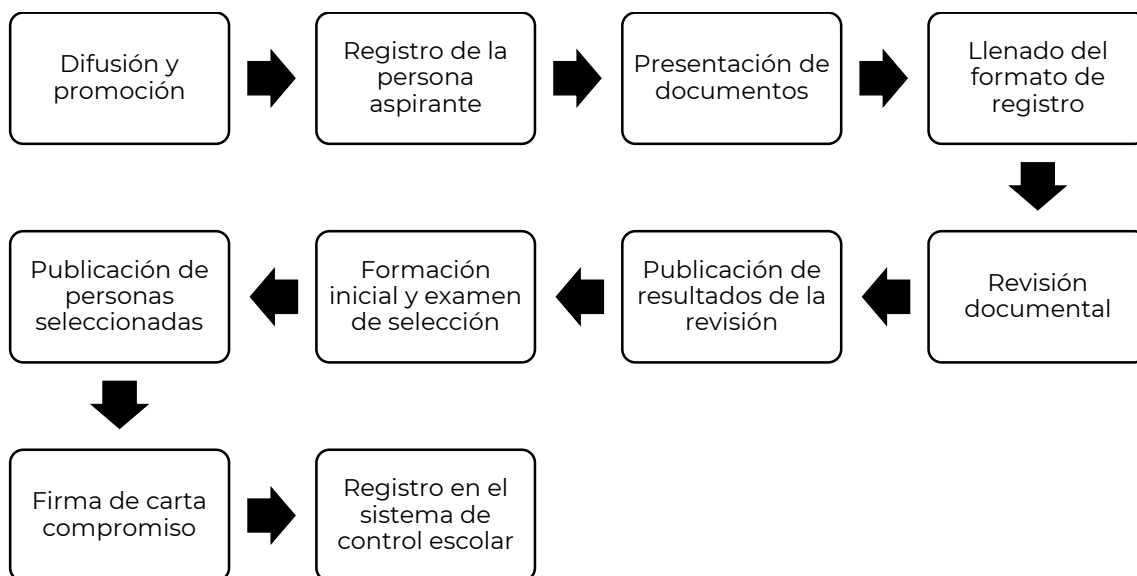 Difusión y
promoción
Registro de la
persona
aspirante
Presentación de
documentos
Llenado del
formato de
registro
Revisión
documental
Publicación de
resultados de la
revisión
Formación
inicial y examen
de selección
Publicación de
personas
seleccionadas
Firma de carta
compromiso
Registro en el
sistema de
control escolar